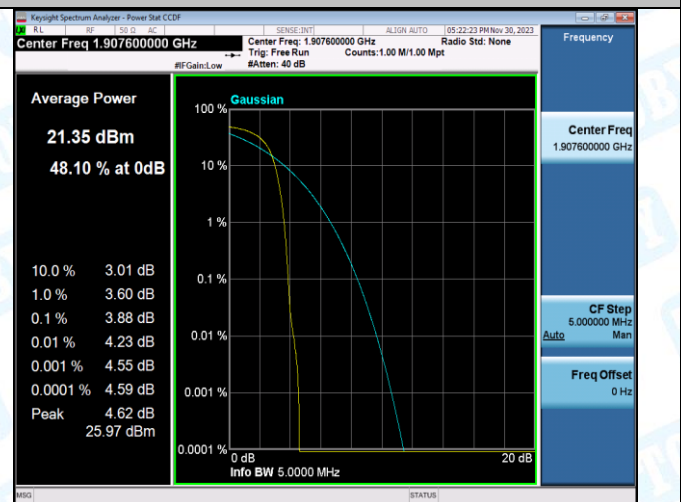 Keysight Spectrum Analyzer - Power Stat CCDF
RL RF 50 Ω AC SENSE:INT ALIGN AUTO 05:22:23 PM Nov 30, 2023
Center Freq 1.907600000 GHz
Center Freq: 1.907600000 GHz Radio Std: None
Trig: Free Run Counts:1.00 M/1.00 Mpt
#IFGain:Low #Atten: 40 dB
Frequency
Average Power
21.35 dBm
48.10 % at 0dB
10.0 % 3.01 dB
1.0 % 3.60 dB
0.1 % 3.88 dB
0.01 % 4.23 dB
0.001 % 4.55 dB
0.0001 % 4.59 dB
Peak 4.62 dB
25.97 dBm
Gaussian
100 %
10 %
1 %
0.1 %
0.01 %
0.001 %
0.0001 %
0 dB 20 dB
Info BW 5.0000 MHz
Center Freq
1.907600000 GHz
CF Step
5.000000 MHz
Auto Man
Freq Offset
0 Hz
MSG STATUS